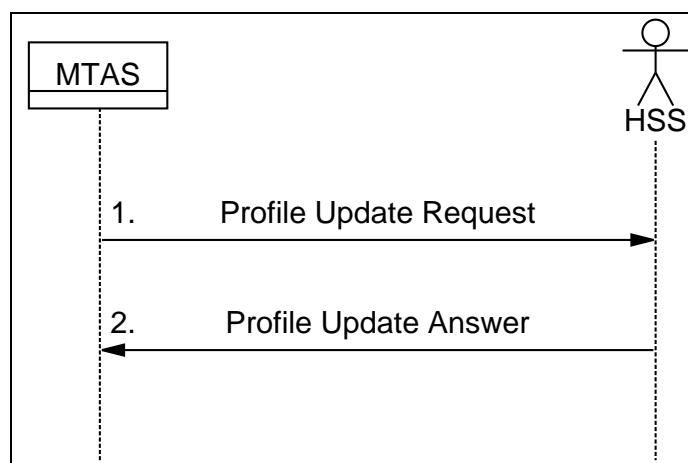 MTAS
HSS
1. Profile Update Request
2. Profile Update Answer